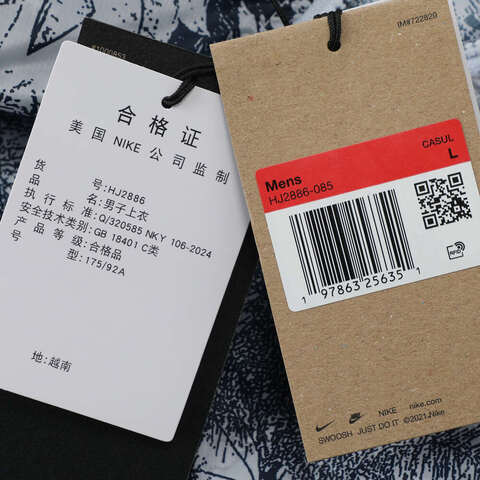 #1000853
合格证
美国 NIKE 公司监制
货 号:HJ2886
品 名:男子上衣
执行标准:Q/320585 NKY 106-2024
安全技术类别:GB 18401 C类
产品等级:合格品
号 型:175/92A
地:越南
IM#722820
CASUL
Mens L
HJ2886-085
RFID
1 97863 25635 1
NIKE nike.com
SWOOSH JUST DO IT ©2021 Nike